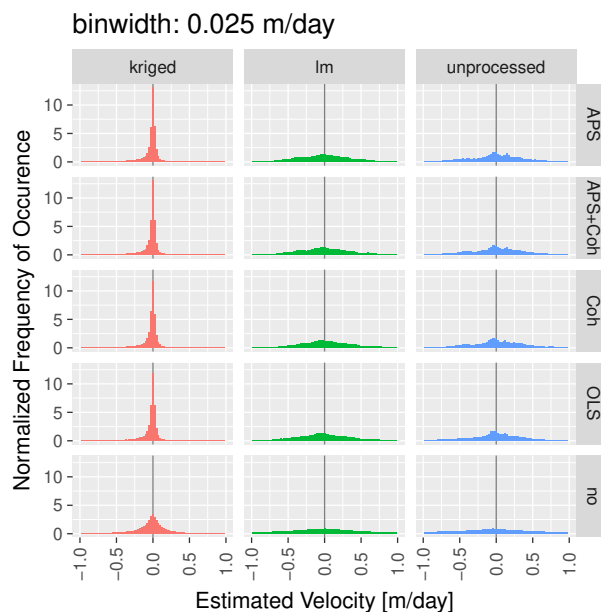 binwidth: 0.025 m/day
kriged lm unprocessed
Normalized Frequency of Occurence
10
5
0
APS
10
5
0
APS+Coh
10
5
0
Coh
10
5
0
OLS
10
5
0
no
−1.0 −0.5 0.0 0.5 1.0 −1.0 −0.5 0.0 0.5 1.0 −1.0 −0.5 0.0 0.5 1.0
Estimated Velocity [m/day]